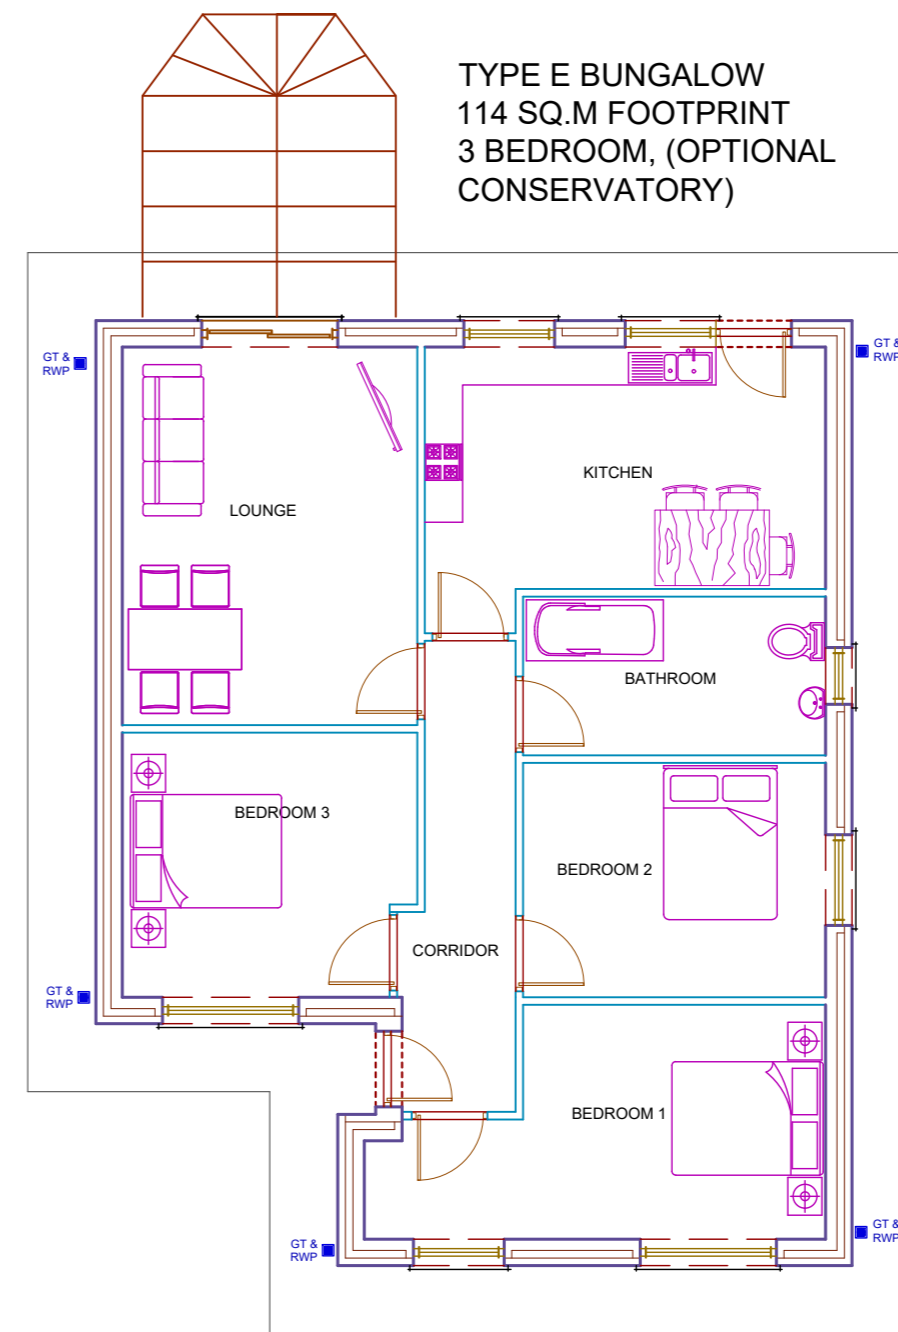 TYPE E BUNGALOW
114 SQ.M FOOTPRINT
3 BEDROOM, (OPTIONAL
CONSERVATORY)
GT &
RWP
GT &
RWP
KITCHEN
LOUNGE
BATHROOM
BEDROOM 3
BEDROOM 2
CORRIDOR
GT &
RWP
BEDROOM 1
GT &
RWP
GT &
RWP